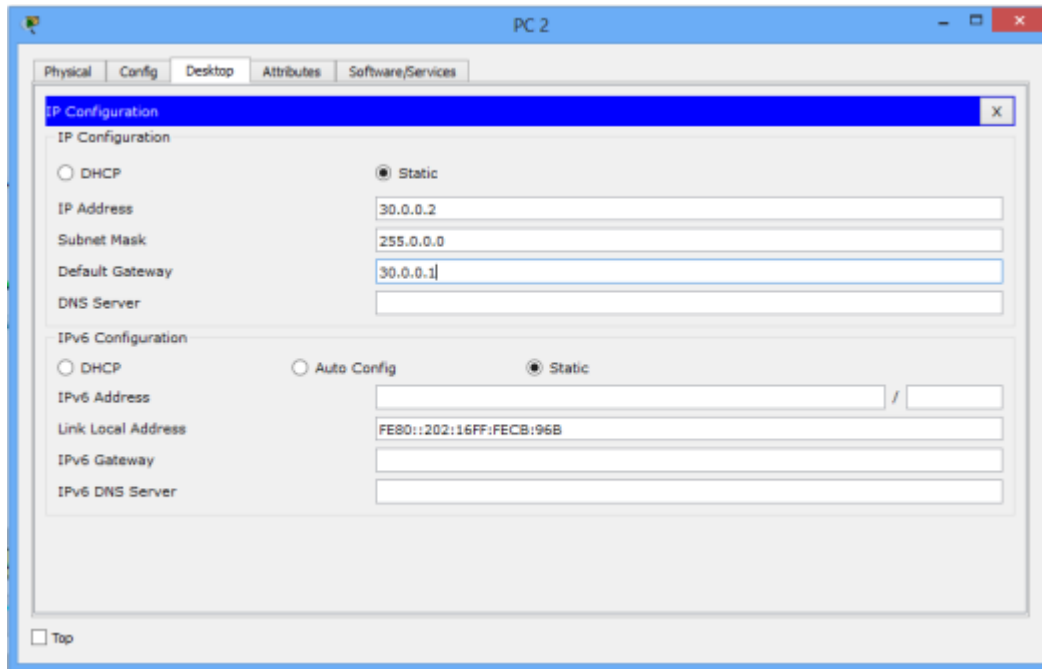 PC 2
Physical Config Desktop Attributes Software/Services
IP Configuration X
IP Configuration
DHCP Static
IP Address 30.0.0.2
Subnet Mask 255.0.0.0
Default Gateway 30.0.0.1
DNS Server
IPv6 Configuration
DHCP Auto Config Static
IPv6 Address /
Link Local Address FE80::202:16FF:FECB:96B
IPv6 Gateway
IPv6 DNS Server
Top